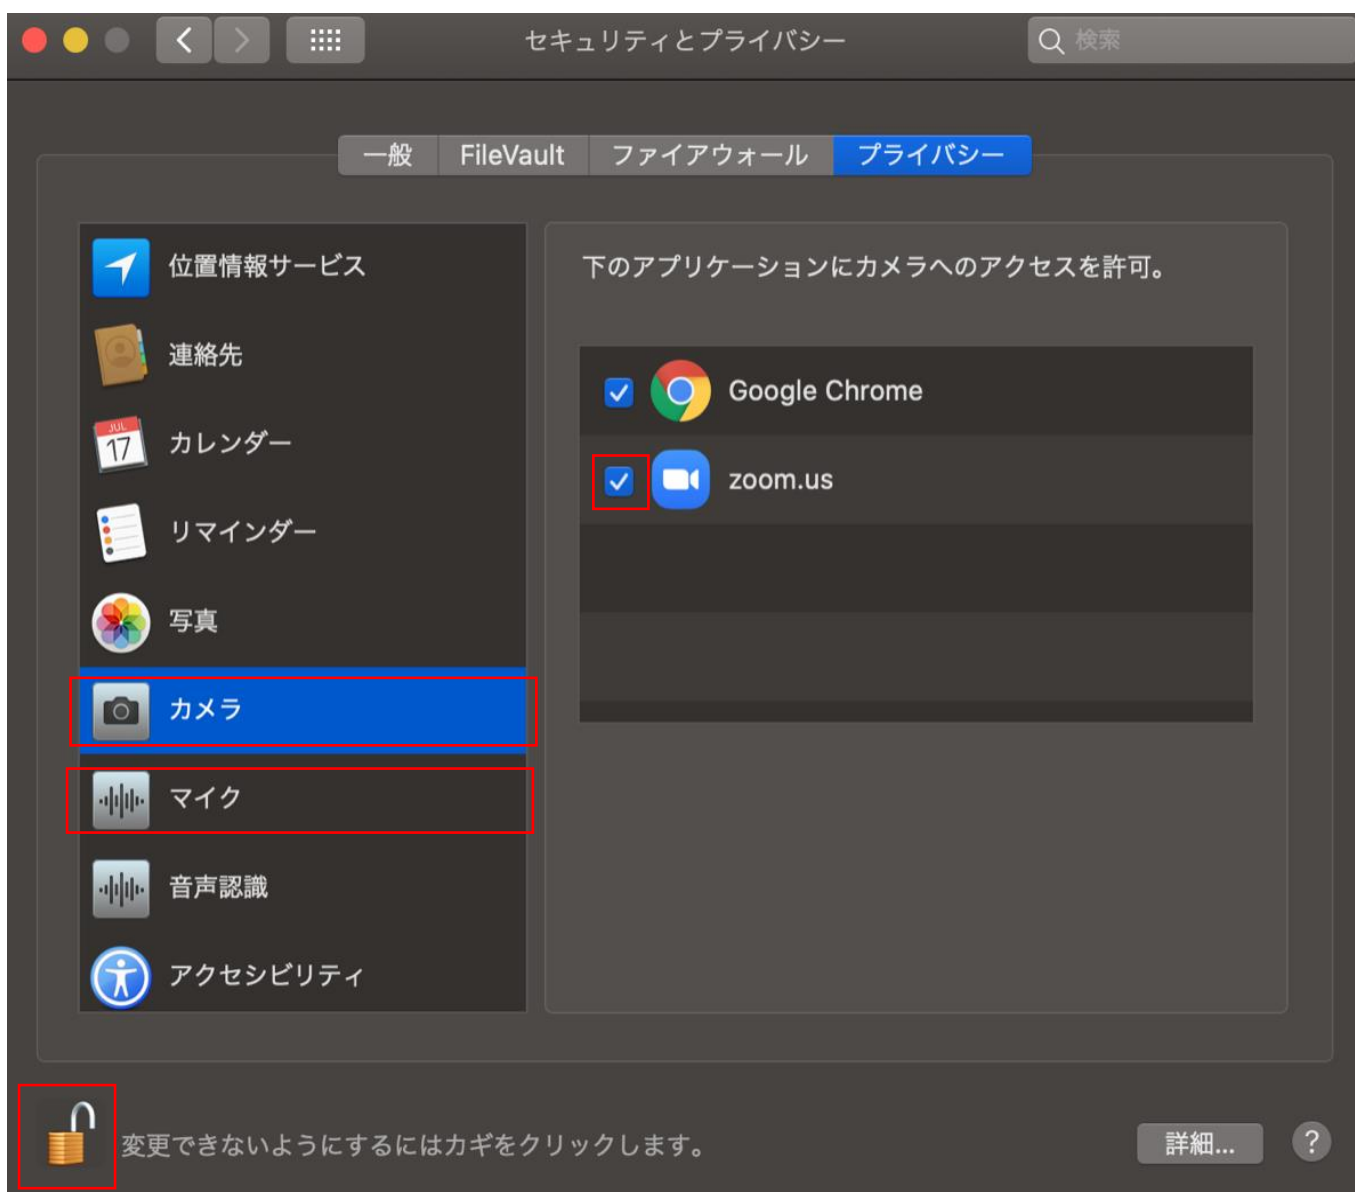 セキュリティとプライバシー
検索
一般
FileVault
ファイアウォール
プライバシー
位置情報サービス
連絡先
JUL
17
カレンダー
リマインダー
写真
カメラ
マイク
音声認識
アクセシビリティ
下のアプリケーションにカメラへのアクセスを許可。
Google Chrome
zoom.us
変更できないようにするにはカギをクリックします。
詳細...
?